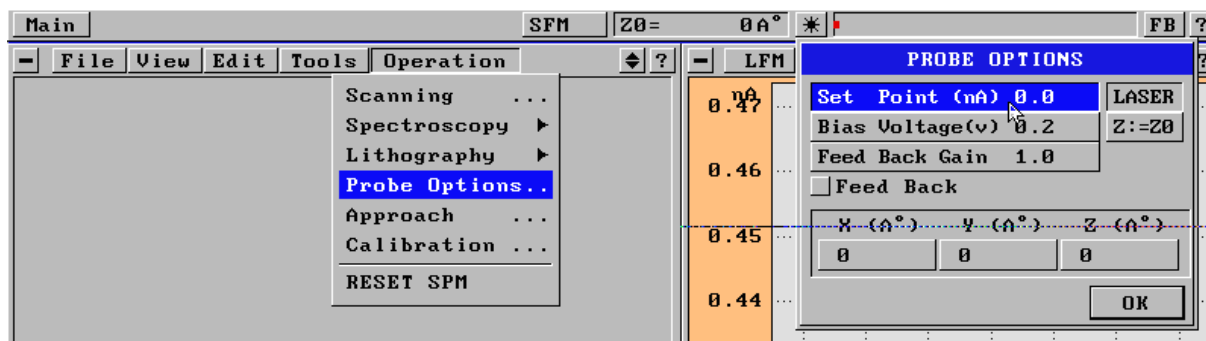 Main SFM Z0= 0A° FB ?
File View Edit Tools Operation ? LFM ?
Scanning ...
Spectroscopy
Lithography
Probe Options..
Approach ...
Calibration ...
RESET SPM
nA
0.47
0.46
0.45
0.44
PROBE OPTIONS
Set Point (nA) 0.0 LASER
Bias Voltage(v) 0.2 Z:=Z0
Feed Back Gain 1.0
Feed Back
X (A°) Y (A°) Z (A°)
0 0 0
OK